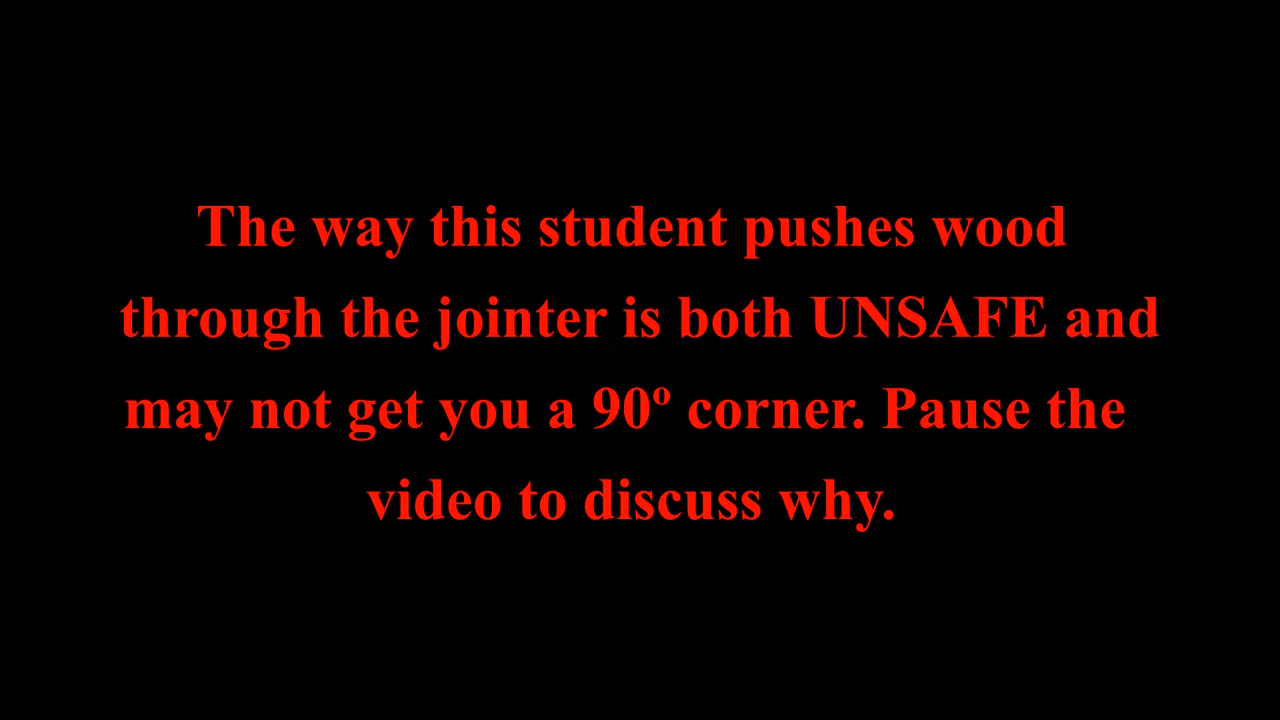 The way this student pushes wood
through the jointer is both UNSAFE and
may not get you a 90º corner. Pause the
video to discuss why.